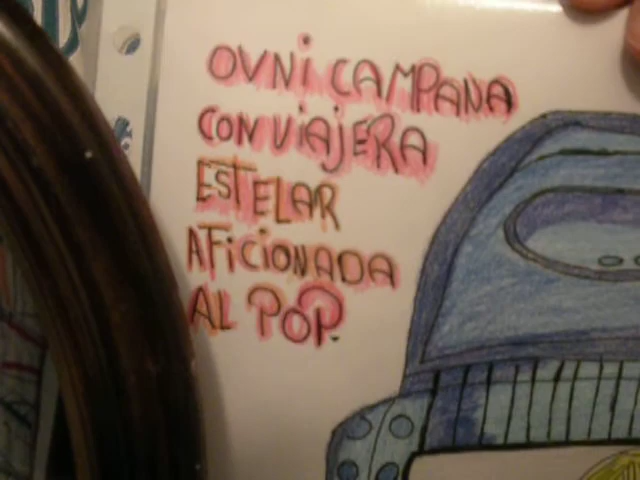 OVNi CAMPANA
CON ViAjERA
ESTELAR
AFiCiONADA
AL POP.